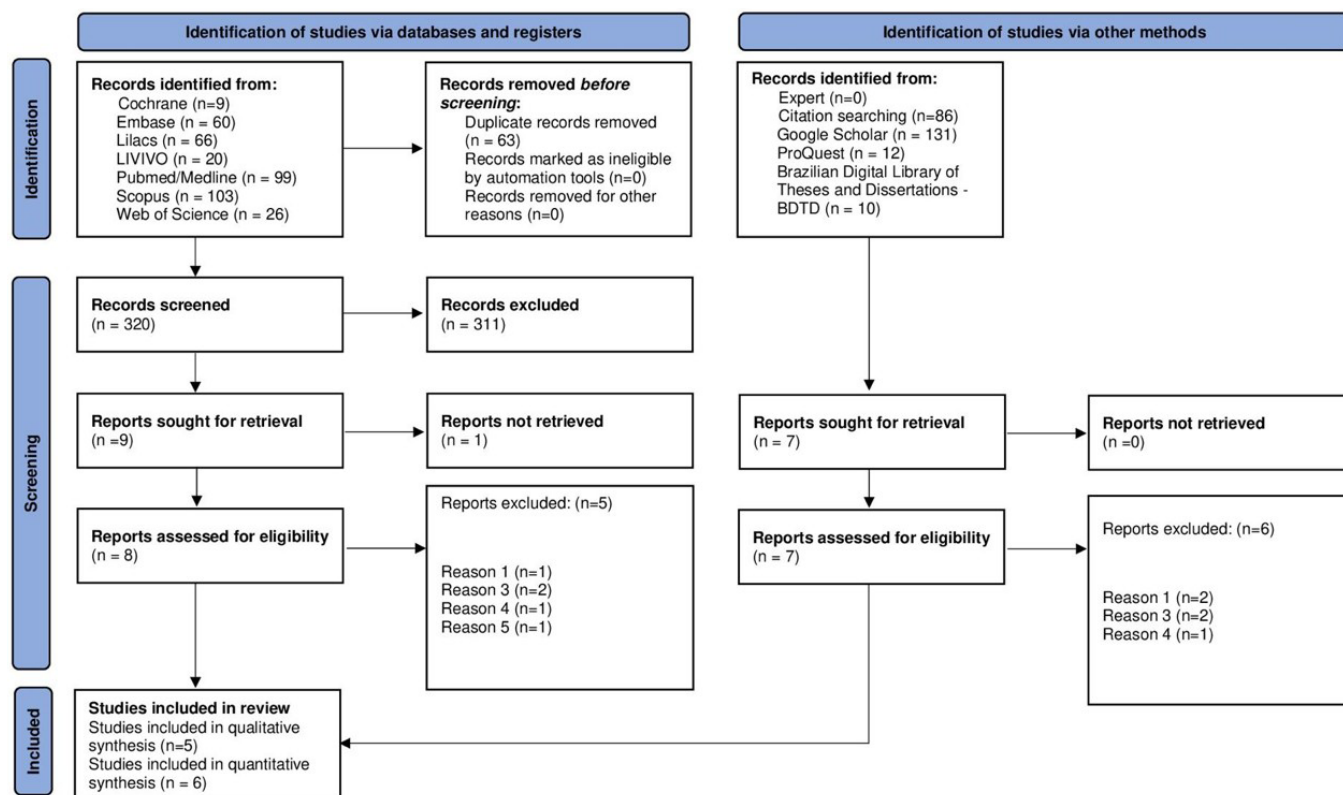 Identification of studies via databases and registers
Identification of studies via other methods
Identification
Records identified from:
Cochrane (n=9)
Embase (n = 60)
Lilacs (n = 66)
LIVIVO (n = 20)
Pubmed/Medline (n = 99)
Scopus (n = 103)
Web of Science (n = 26)
Records removed before
screening:
Duplicate records removed
(n = 63)
Records marked as ineligible
by automation tools (n=0)
Records removed for other
reasons (n=0)
Records identified from:
Expert (n=0)
Citation searching (n=86)
Google Scholar (n = 131)
ProQuest (n = 12)
Brazilian Digital Library of
Theses and Dissertations -
BDTD (n = 10)
Screening
Records screened
(n = 320)
Records excluded
(n = 311)
Reports sought for retrieval
(n =9)
Reports not retrieved
(n = 1)
Reports sought for retrieval
(n = 7)
Reports not retrieved
(n =0)
Reports assessed for eligibility
(n = 8)
Reports excluded: (n=5)
Reason 1 (n=1)
Reason 3 (n=2)
Reason 4 (n=1)
Reason 5 (n=1)
Reports assessed for eligibility
(n = 7)
Reports excluded: (n=6)
Reason 1 (n=2)
Reason 3 (n=2)
Reason 4 (n=1)
Included
Studies included in review
Studies included in qualitative
synthesis (n=5)
Studies included in quantitative
synthesis (n = 6)